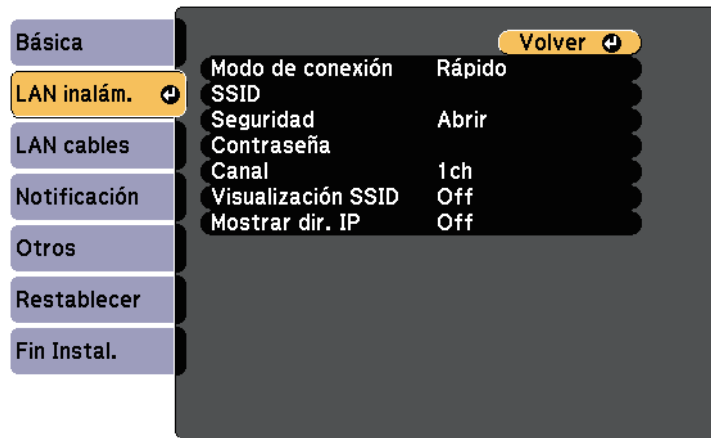 Básica
LAN inalám.
LAN cables
Notificación
Otros
Restablecer
Fin Instal.
Volver
Modo de conexión Rápido
SSID
Seguridad Abrir
Contraseña
Canal 1ch
Visualización SSID Off
Mostrar dir. IP Off